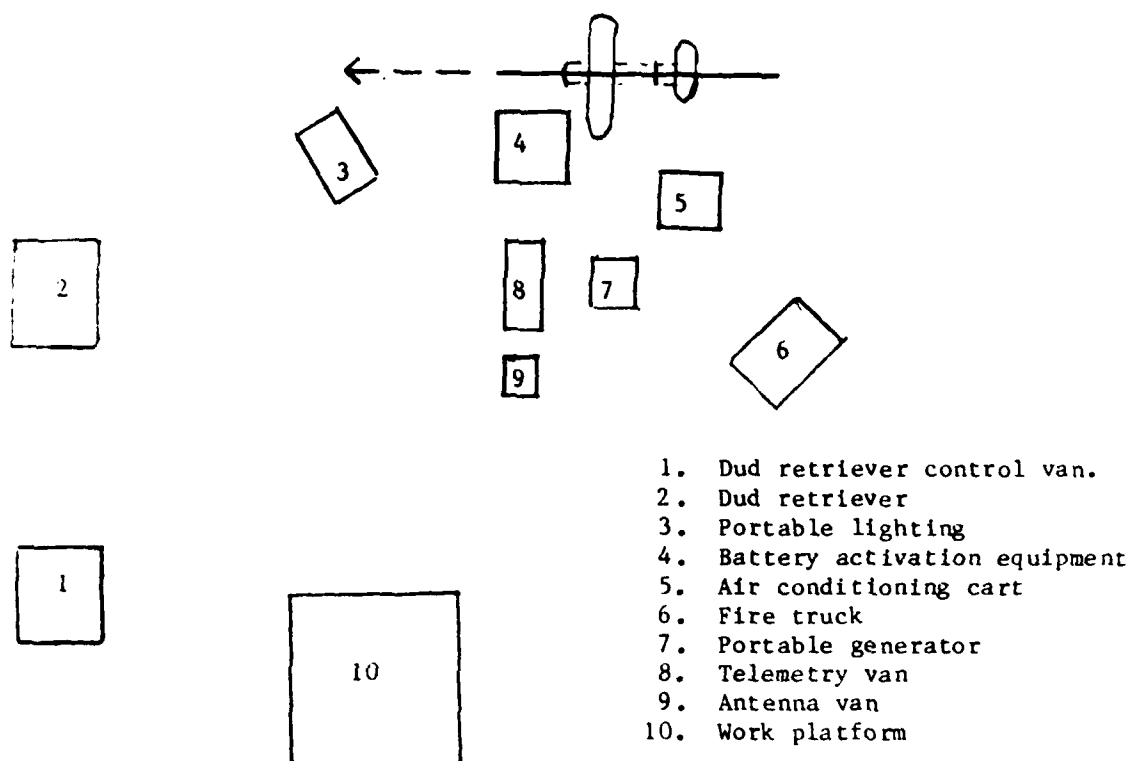 4
3
5
2
8
7
6
9
1. Dud retriever control van.
2. Dud retriever
3. Portable lighting
4. Battery activation equipment
5. Air conditioning cart
6. Fire truck
7. Portable generator
8. Telemetry van
9. Antenna van
10. Work platform
1
10